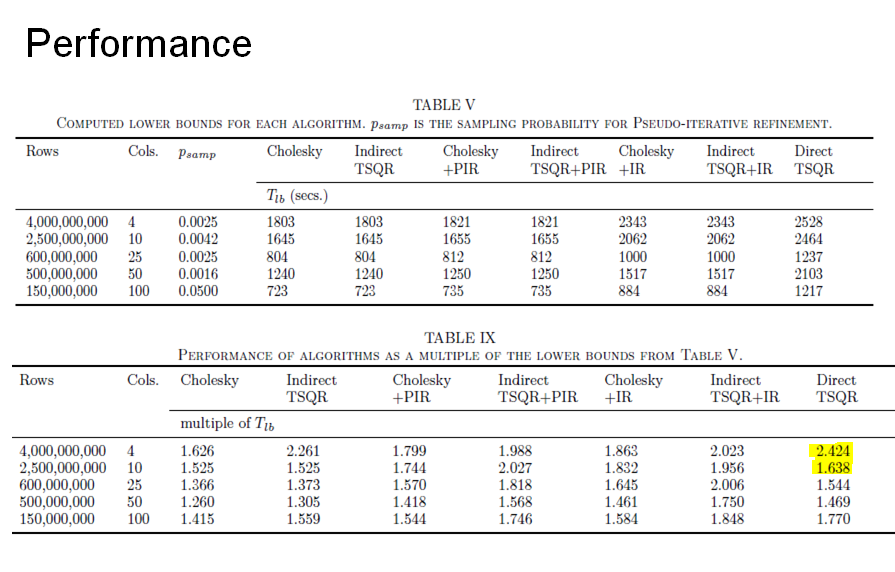 Performance
TABLE V
COMPUTED LOWER BOUNDS FOR EACH ALGORITHM. psamp IS THE SAMPLING PROBABILITY FOR PSEUDO-ITERATIVE REFINEMENT.
Rows Cols. psamp Cholesky Indirect Cholesky Indirect Cholesky Indirect Direct
TSQR +PIR TSQR+PIR +IR TSQR+IR TSQR
Tlb (secs.)
4,000,000,000 4 0.0025 1803 1803 1821 1821 2343 2343 2528
2,500,000,000 10 0.0042 1645 1645 1655 1655 2062 2062 2464
600,000,000 25 0.0025 804 804 812 812 1000 1000 1237
500,000,000 50 0.0016 1240 1240 1250 1250 1517 1517 2103
150,000,000 100 0.0500 723 723 735 735 884 884 1217
TABLE IX
PERFORMANCE OF ALGORITHMS AS A MULTIPLE OF THE LOWER BOUNDS FROM TABLE V.
Rows Cols. Cholesky Indirect Cholesky Indirect Cholesky Indirect Direct
TSQR +PIR TSQR+PIR +IR TSQR+IR TSQR
multiple of Tlb
4,000,000,000 4 1.626 2.261 1.799 1.988 1.863 2.023 2.424
2,500,000,000 10 1.525 1.525 1.744 2.027 1.832 1.956 1.638
600,000,000 25 1.366 1.373 1.570 1.818 1.645 2.006 1.544
500,000,000 50 1.260 1.305 1.418 1.568 1.461 1.750 1.469
150,000,000 100 1.415 1.559 1.544 1.746 1.584 1.848 1.770